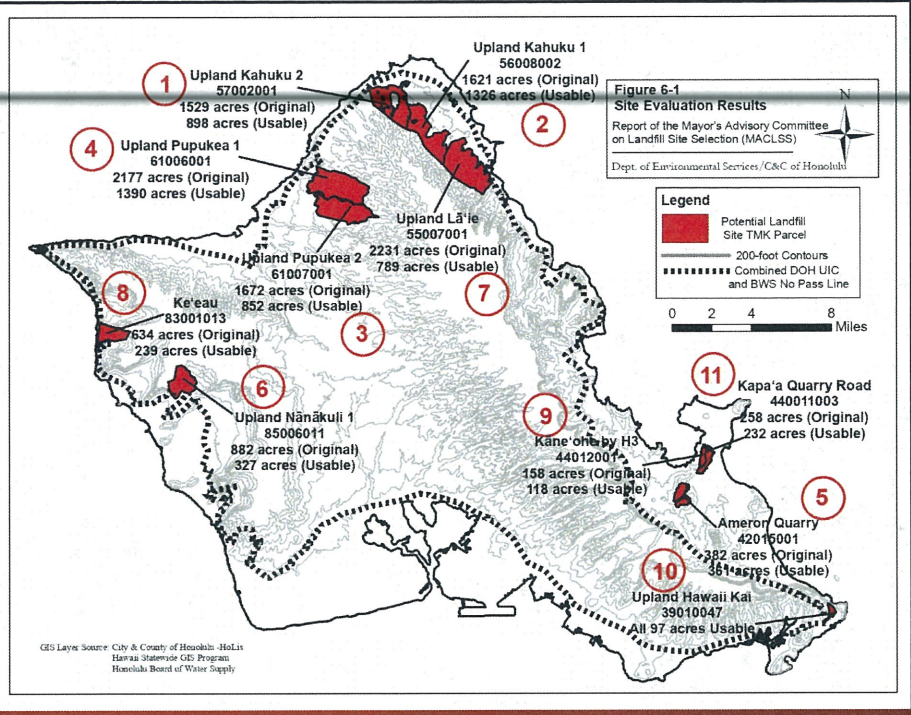 1
Upland Kahuku 2
57002001
1529 acres (Original)
898 acres (Usable)
Upland Kahuku 1
56008002
1621 acres (Original)
1326 acres (Usable)
2
Figure 6-1
Site Evaluation Results
Report of the Mayor's Advisory Committee
on Landfill Site Selection (MACLSS)
Dept. of Environmental Services/C&C of Honolulu
N
4
Upland Pupukea 1
61006001
2177 acres (Original)
1390 acres (Usable)
Legend
Potential Landfill
Site TMK Parcel
200-foot Contours
Combined DOH UIC
and BWS No Pass Line
0 2 4 8
Miles
Upland Lā'ie
55007001
2231 acres (Original)
789 acres (Usable)
7
Upland Pupukea 2
61007001
1672 acres (Original)
852 acres (Usable)
3
8
Ke'eau
83001013
634 acres (Original)
239 acres (Usable)
6
Upland Nānākuli 1
85006011
882 acres (Original)
327 acres (Usable)
11
Kapa'a Quarry Road
440011003
258 acres (Original)
232 acres (Usable)
9
Kāne'ohe by H3
44012001
158 acres (Original)
118 acres (Usable)
5
Ameron Quarry
42015001
382 acres (Original)
361 acres (Usable)
10
Upland Hawaii Kai
39010047
All 97 acres Usable
GIS Layer Source: City & County of Honolulu -HoLis
Hawaii Statewide GIS Program
Honolulu Board of Water Supply